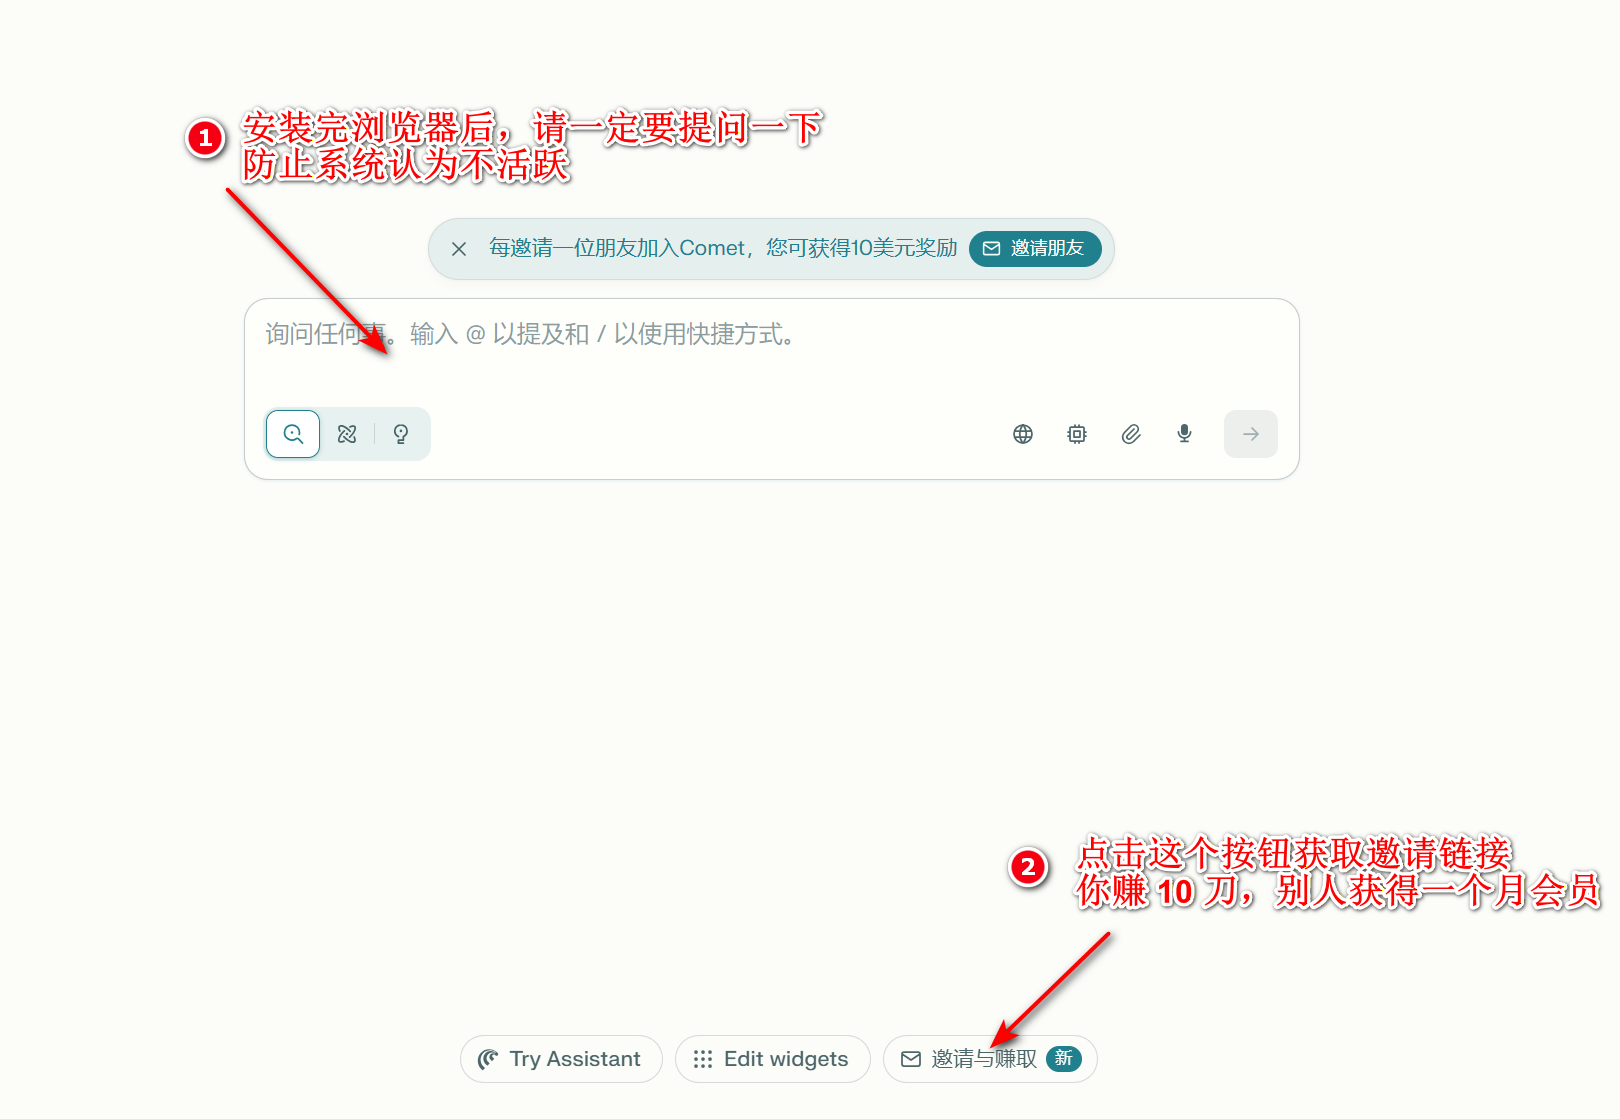 1 安装完浏览器后，请一定要提问一下
防止系统认为不活跃
每邀请一位朋友加入Comet，您可获得10美元奖励 邀请朋友
询问任何事。输入 @ 以提及和 / 以使用快捷方式。
2 点击这个按钮获取邀请链接
你赚 10 刀，别人获得一个月会员
Try Assistant Edit widgets 邀请与赚取 新